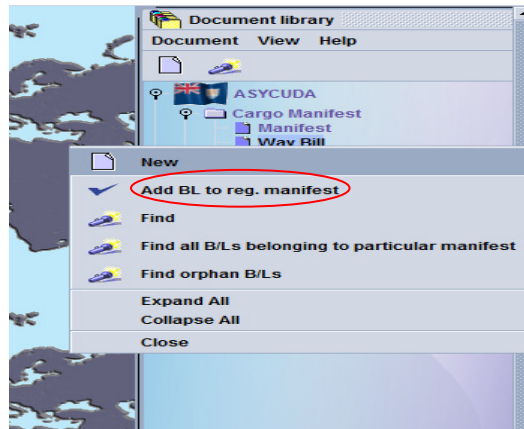 Document library
Document View Help
ASYCUDA
Cargo Manifest
Manifest
Way Bill
New
Add BL to reg. manifest
Find
Find all B/Ls belonging to particular manifest
Find orphan B/Ls
Expand All
Collapse All
Close